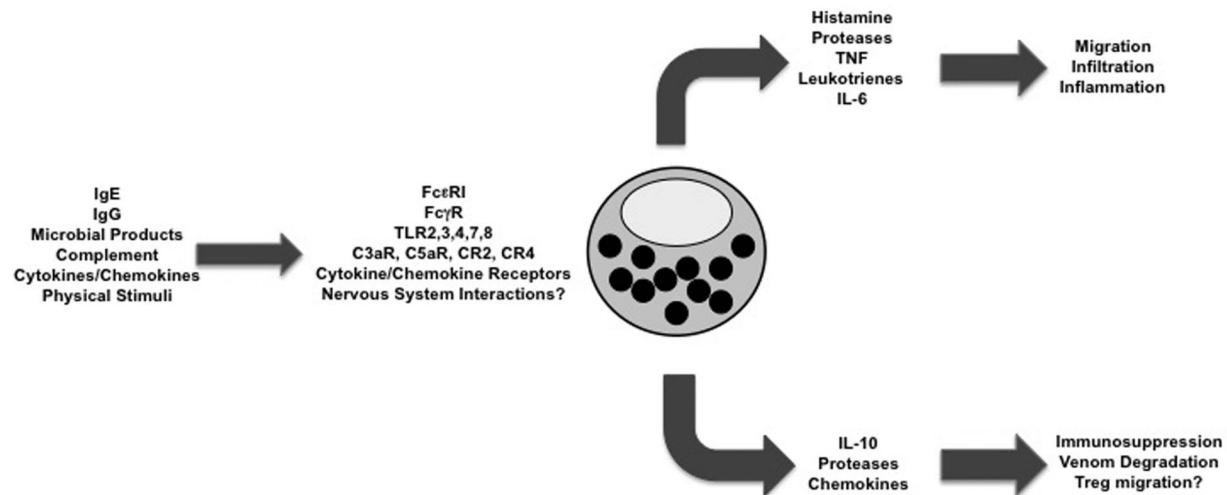 IgE
IgG
Microbial Products
Complement
Cytokines/Chemokines
Physical Stimuli
FcεRI
FcγR
TLR2,3,4,7,8
C3aR, C5aR, CR2, CR4
Cytokine/Chemokine Receptors
Nervous System Interactions?
Histamine
Proteases
TNF
Leukotrienes
IL-6
Migration
Infiltration
Inflammation
IL-10
Proteases
Chemokines
Immunosuppression
Venom Degradation
Treg migration?